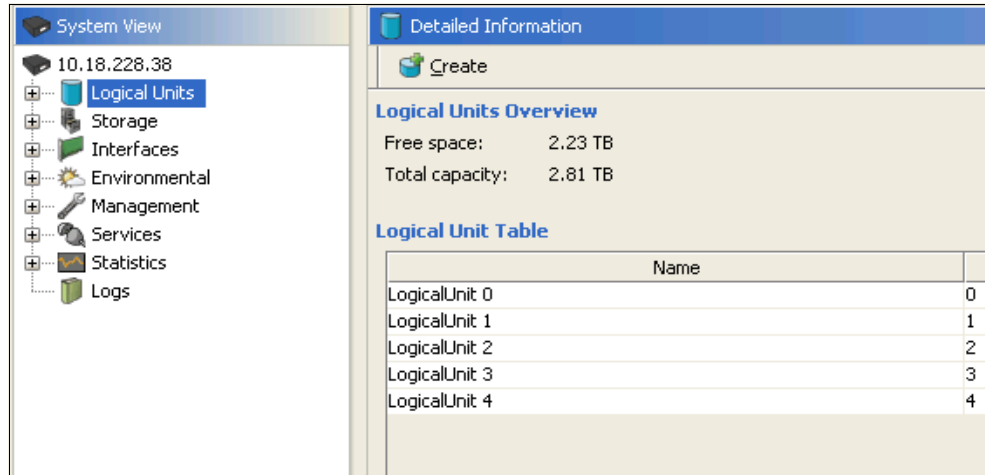 System View
10.18.228.38
Logical Units
Storage
Interfaces
Environmental
Management
Services
Statistics
Logs
Detailed Information
Create
Logical Units Overview
Free space: 2.23 TB
Total capacity: 2.81 TB
Logical Unit Table
Name
LogicalUnit 0 0
LogicalUnit 1 1
LogicalUnit 2 2
LogicalUnit 3 3
LogicalUnit 4 4